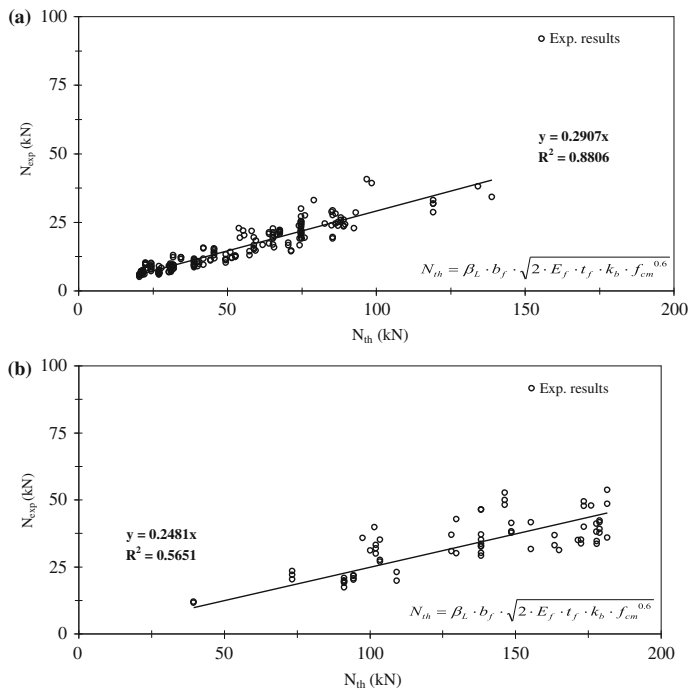 (a)
100
75
50
25
0
N_exp (kN)
Exp. results
y = 0.2907x
R² = 0.8806
N_th = β_L · b_f · √(2 · E_f · t_f · k_b · f_cm^0.6)
0 50 100 150 200
N_th (kN)
(b)
100
75
50
25
0
N_exp (kN)
Exp. results
y = 0.2481x
R² = 0.5651
N_th = β_L · b_f · √(2 · E_f · t_f · k_b · f_cm^0.6)
0 50 100 150 200
N_th (kN)